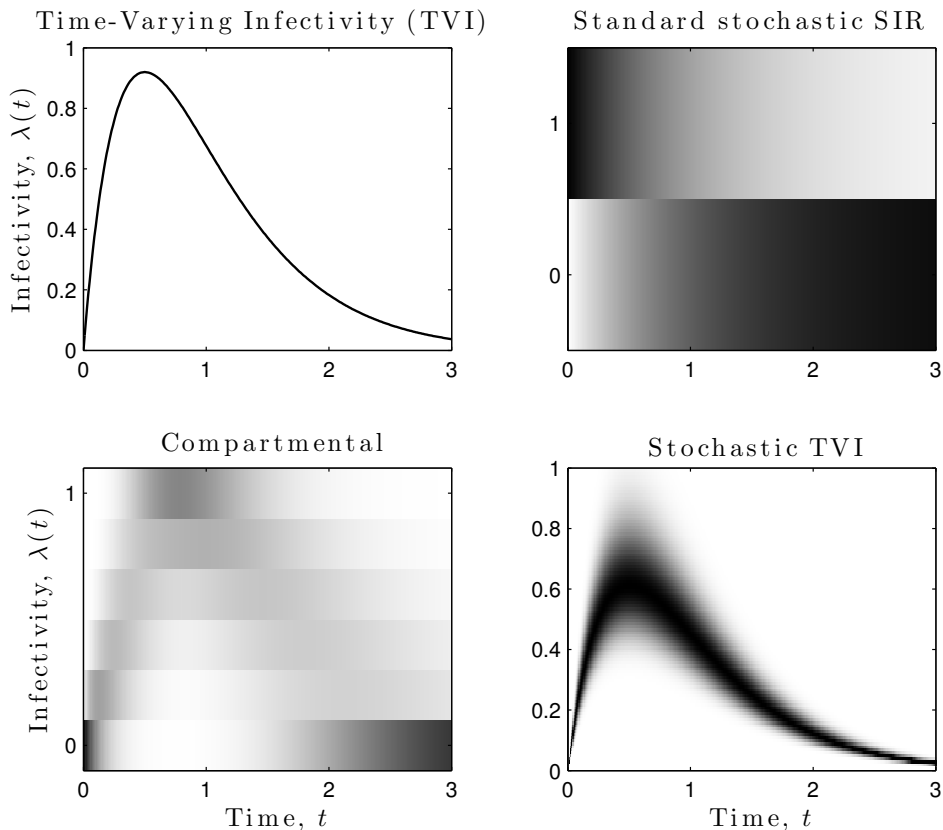 Time-Varying Infectivity (TVI)
Infectivity, λ(t)
1
0.8
0.6
0.4
0.2
0
0 1 2 3
Standard stochastic SIR
1
0
0 1 2 3
Compartmental
Infectivity, λ(t)
1
0
0 1 2 3
Time, t
Stochastic TVI
1
0.8
0.6
0.4
0.2
0
0 1 2 3
Time, t